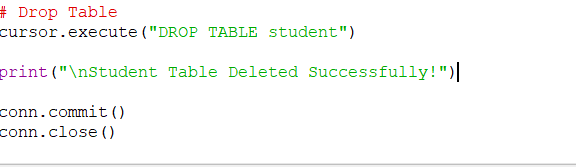 # Drop Table
cursor.execute("DROP TABLE student")
print("\nStudent Table Deleted Successfully!")
conn.commit()
conn.close()